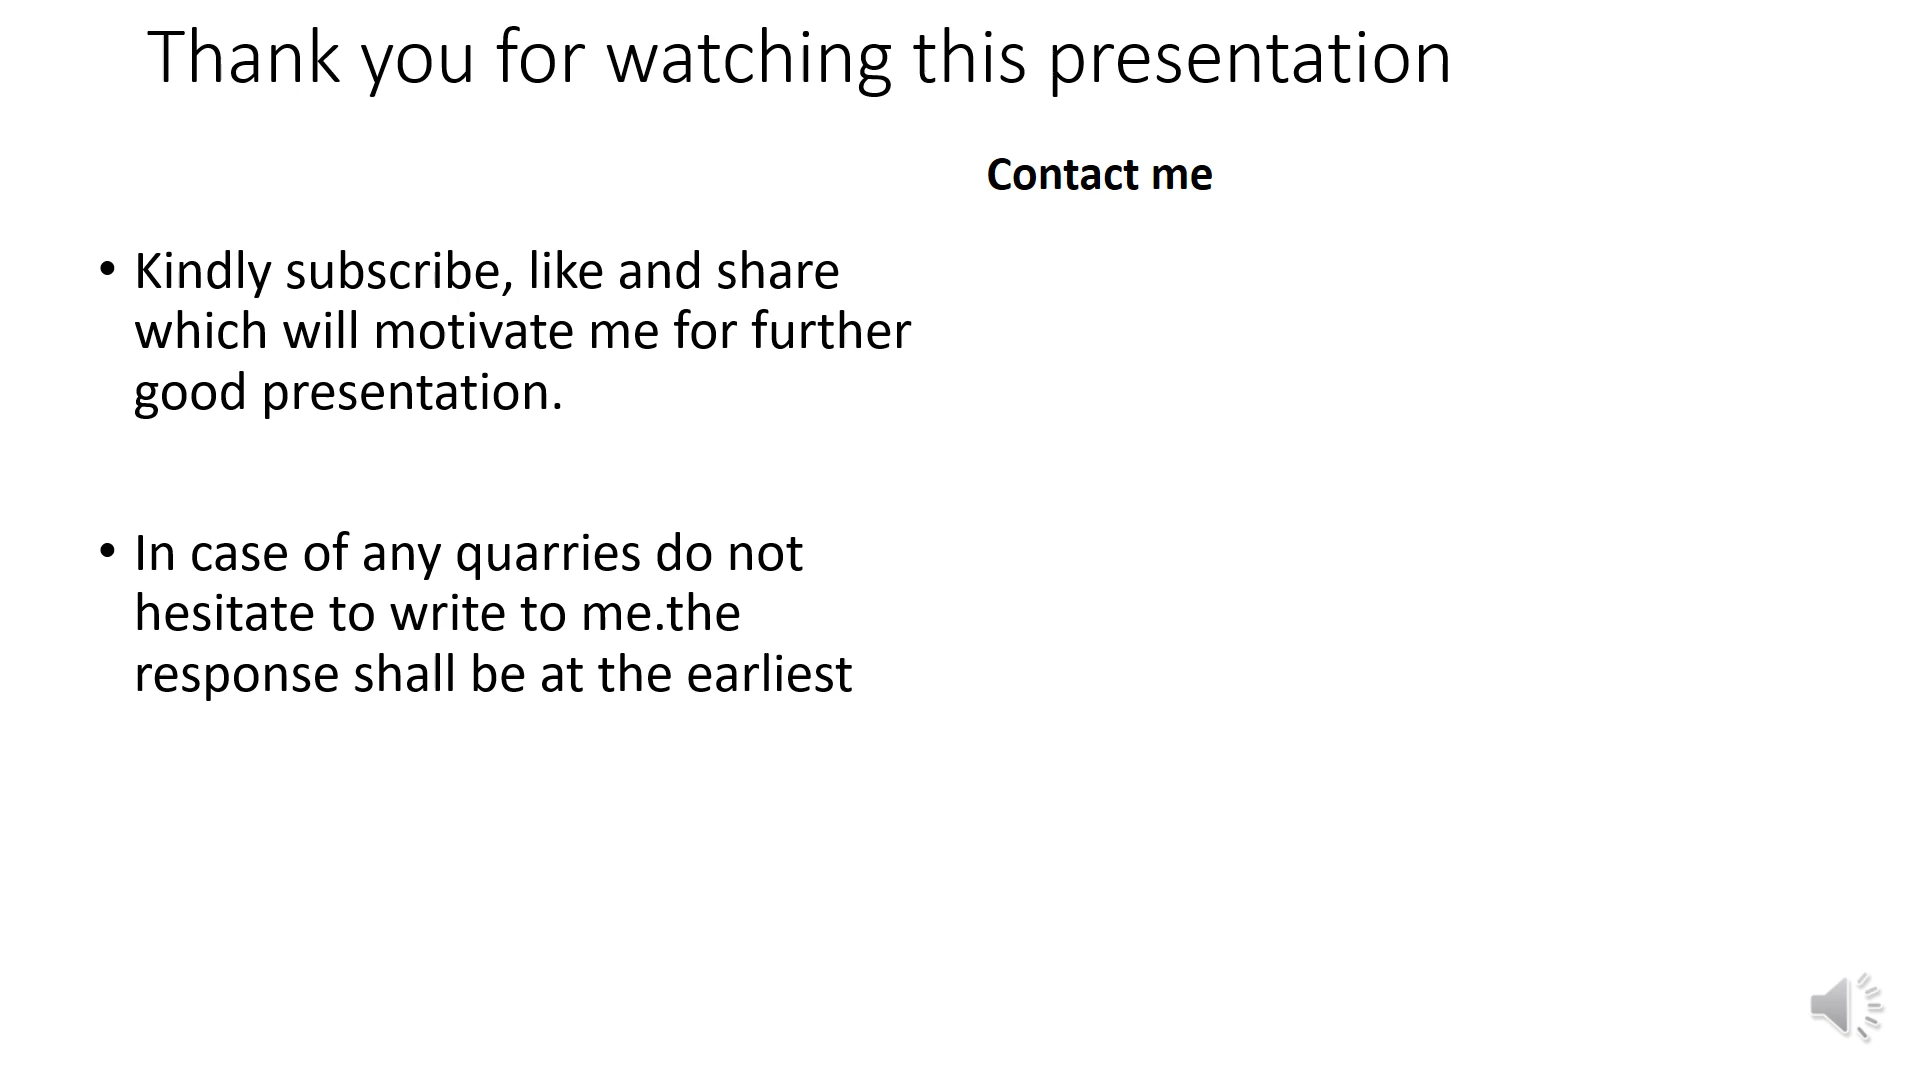 Thank you for watching this presentation
Contact me
• Kindly subscribe, like and share
which will motivate me for further
good presentation.
• In case of any quarries do not
hesitate to write to me.the
response shall be at the earliest